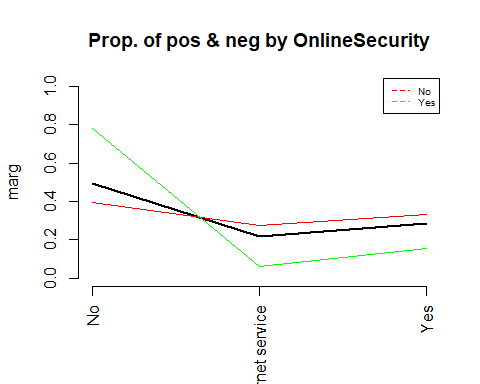 Prop. of pos & neg by OnlineSecurity
No
Yes
marg
1.0
0.8
0.6
0.4
0.2
0.0
No
rnet service
Yes